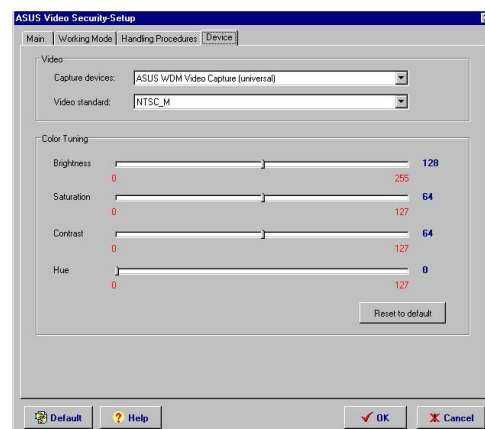 ASUS Video Security-Setup
Main Working Mode Handling Procedures Device
Video
Capture devices: ASUS WDM Video Capture (universal)
Video standard: NTSC_M
Color Tuning
Brightness 128
0 255
Saturation 64
0 127
Contrast 64
0 127
Hue 0
0 127
Reset to default
Default ? Help OK Cancel